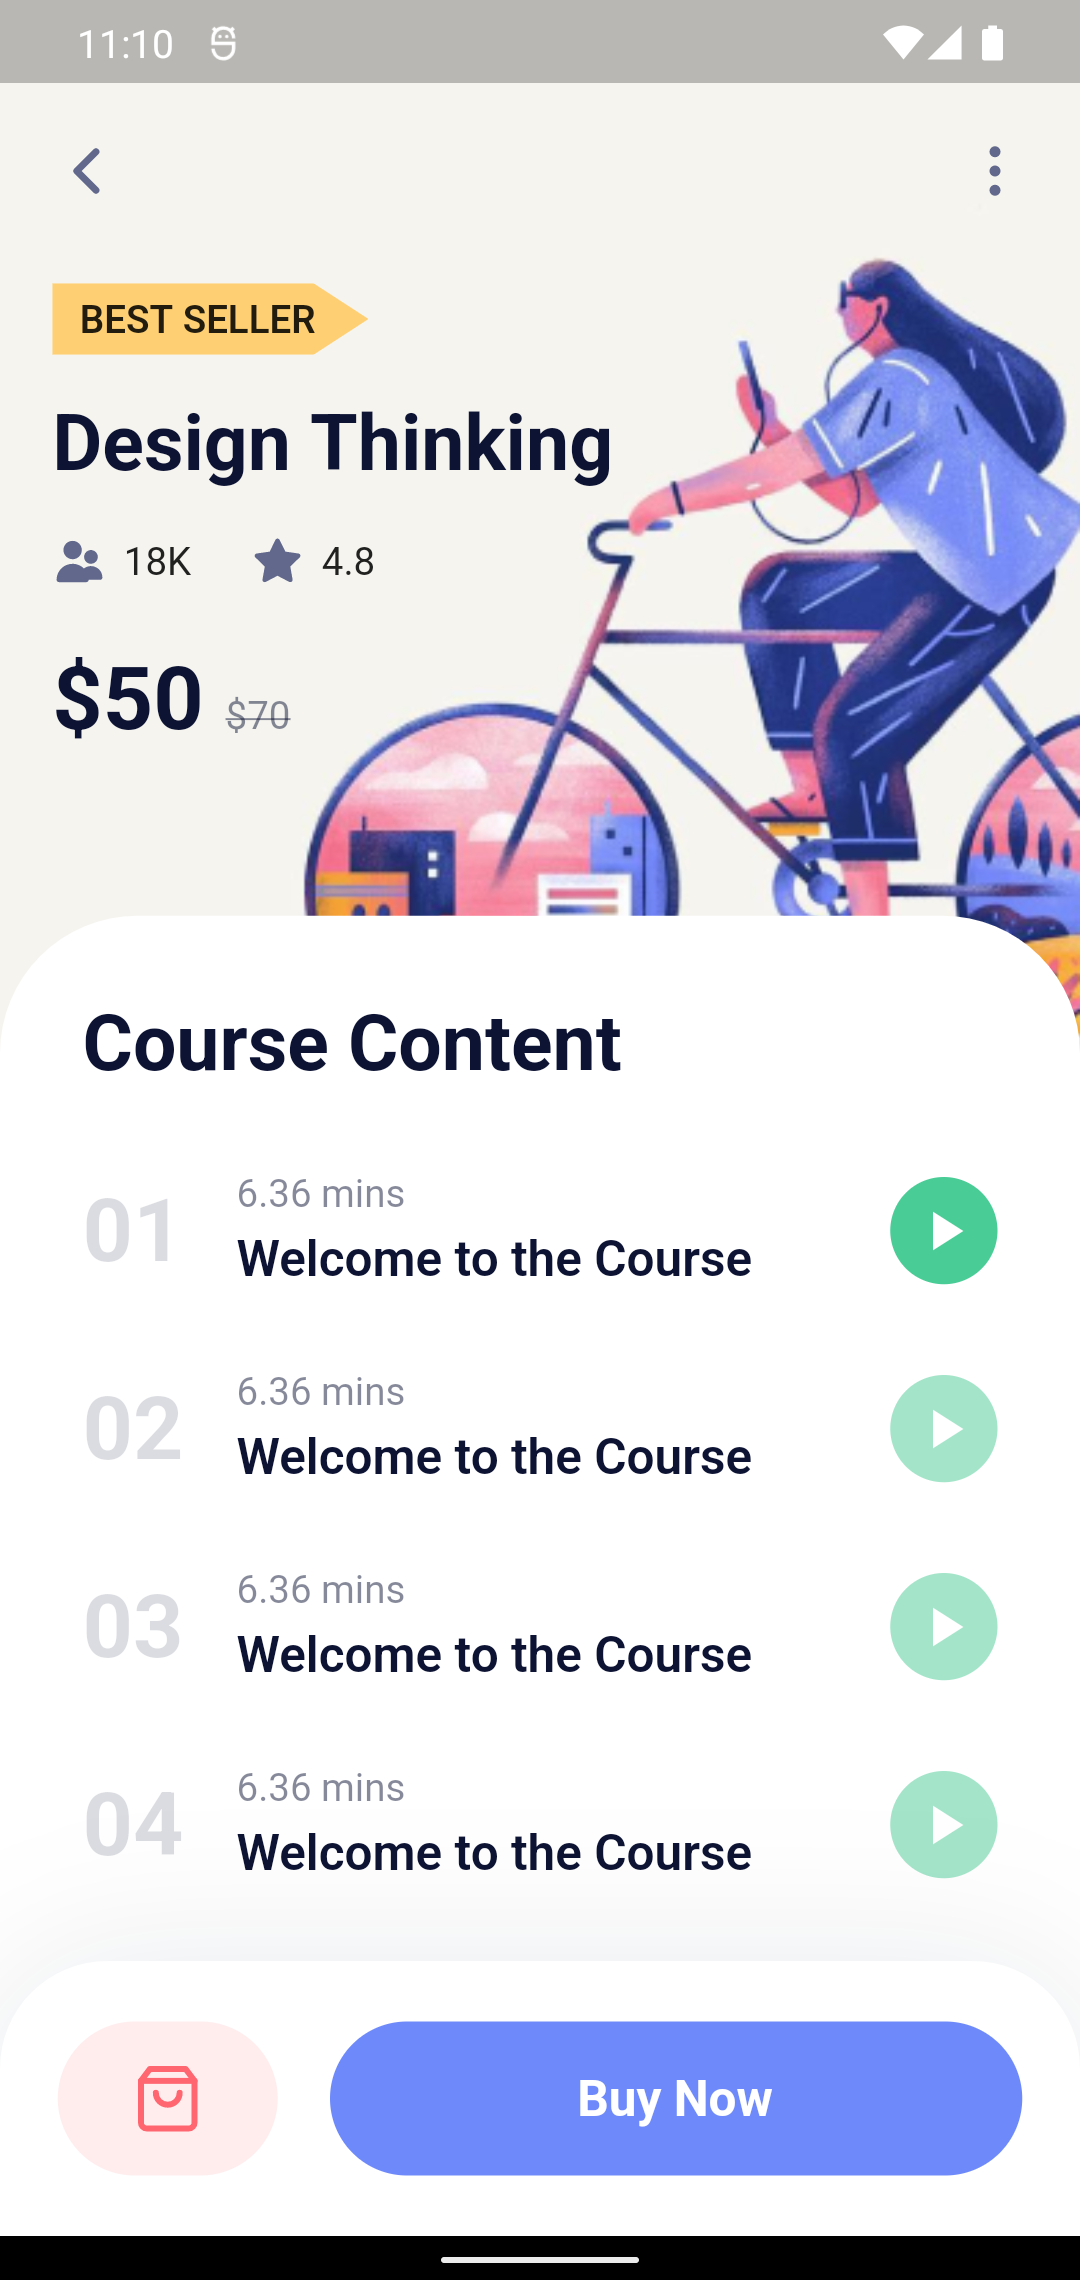 11:10
BEST SELLER
Design Thinking
18K 4.8
$50 $70
Course Content
01 6.36 mins
Welcome to the Course
02 6.36 mins
Welcome to the Course
03 6.36 mins
Welcome to the Course
04 6.36 mins
Welcome to the Course
Buy Now